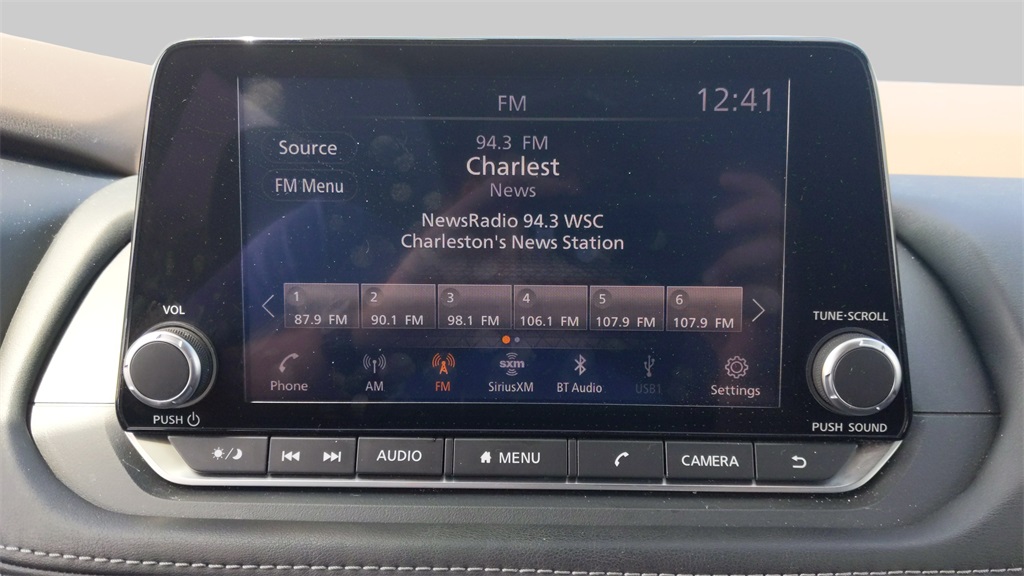 FM
12:41
Source
94.3 FM
Charlest
FM Menu
News
NewsRadio 94.3 WSC
Charleston's News Station
1 2 3 4 5 6
87.9 FM 90.1 FM 98.1 FM 106.1 FM 107.9 FM 107.9 FM
VOL
TUNE·SCROLL
Phone AM FM sxm SiriusXM BT Audio USB1 Settings
PUSH
PUSH SOUND
AUDIO MENU CAMERA